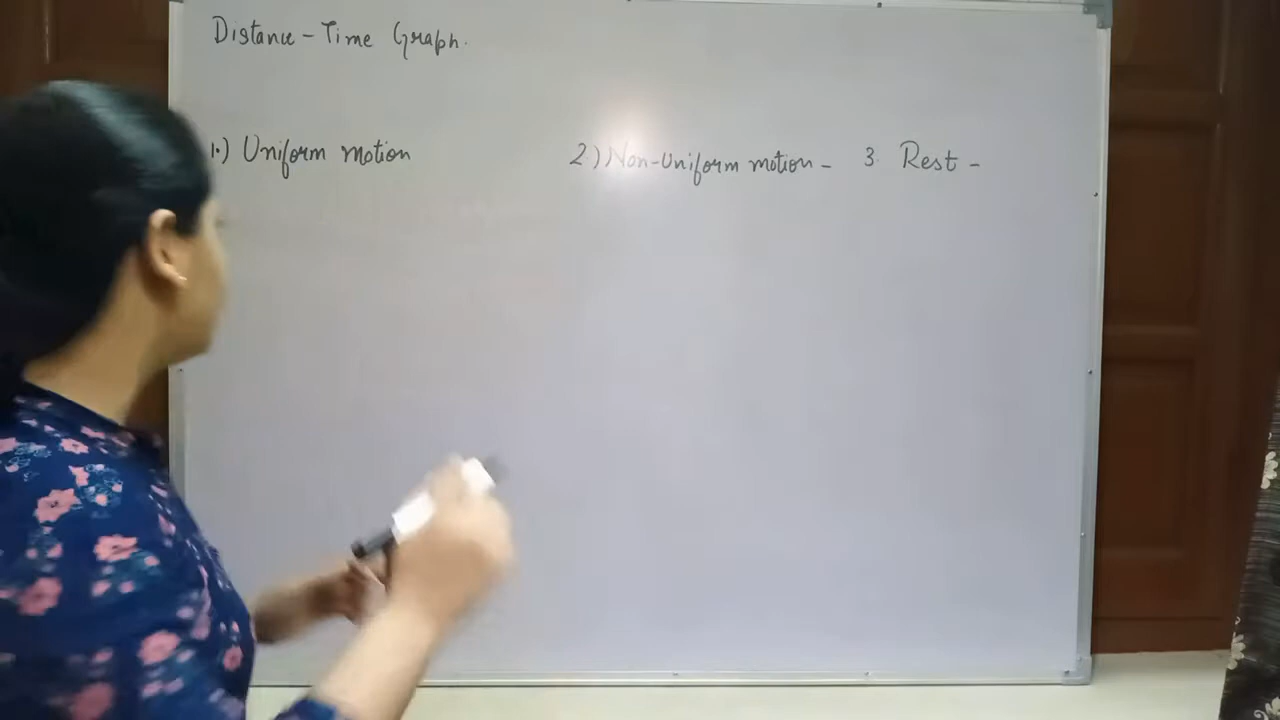 Distance - Time Graph.
1.) Uniform motion
2) Non-Uniform motion -
3. Rest -